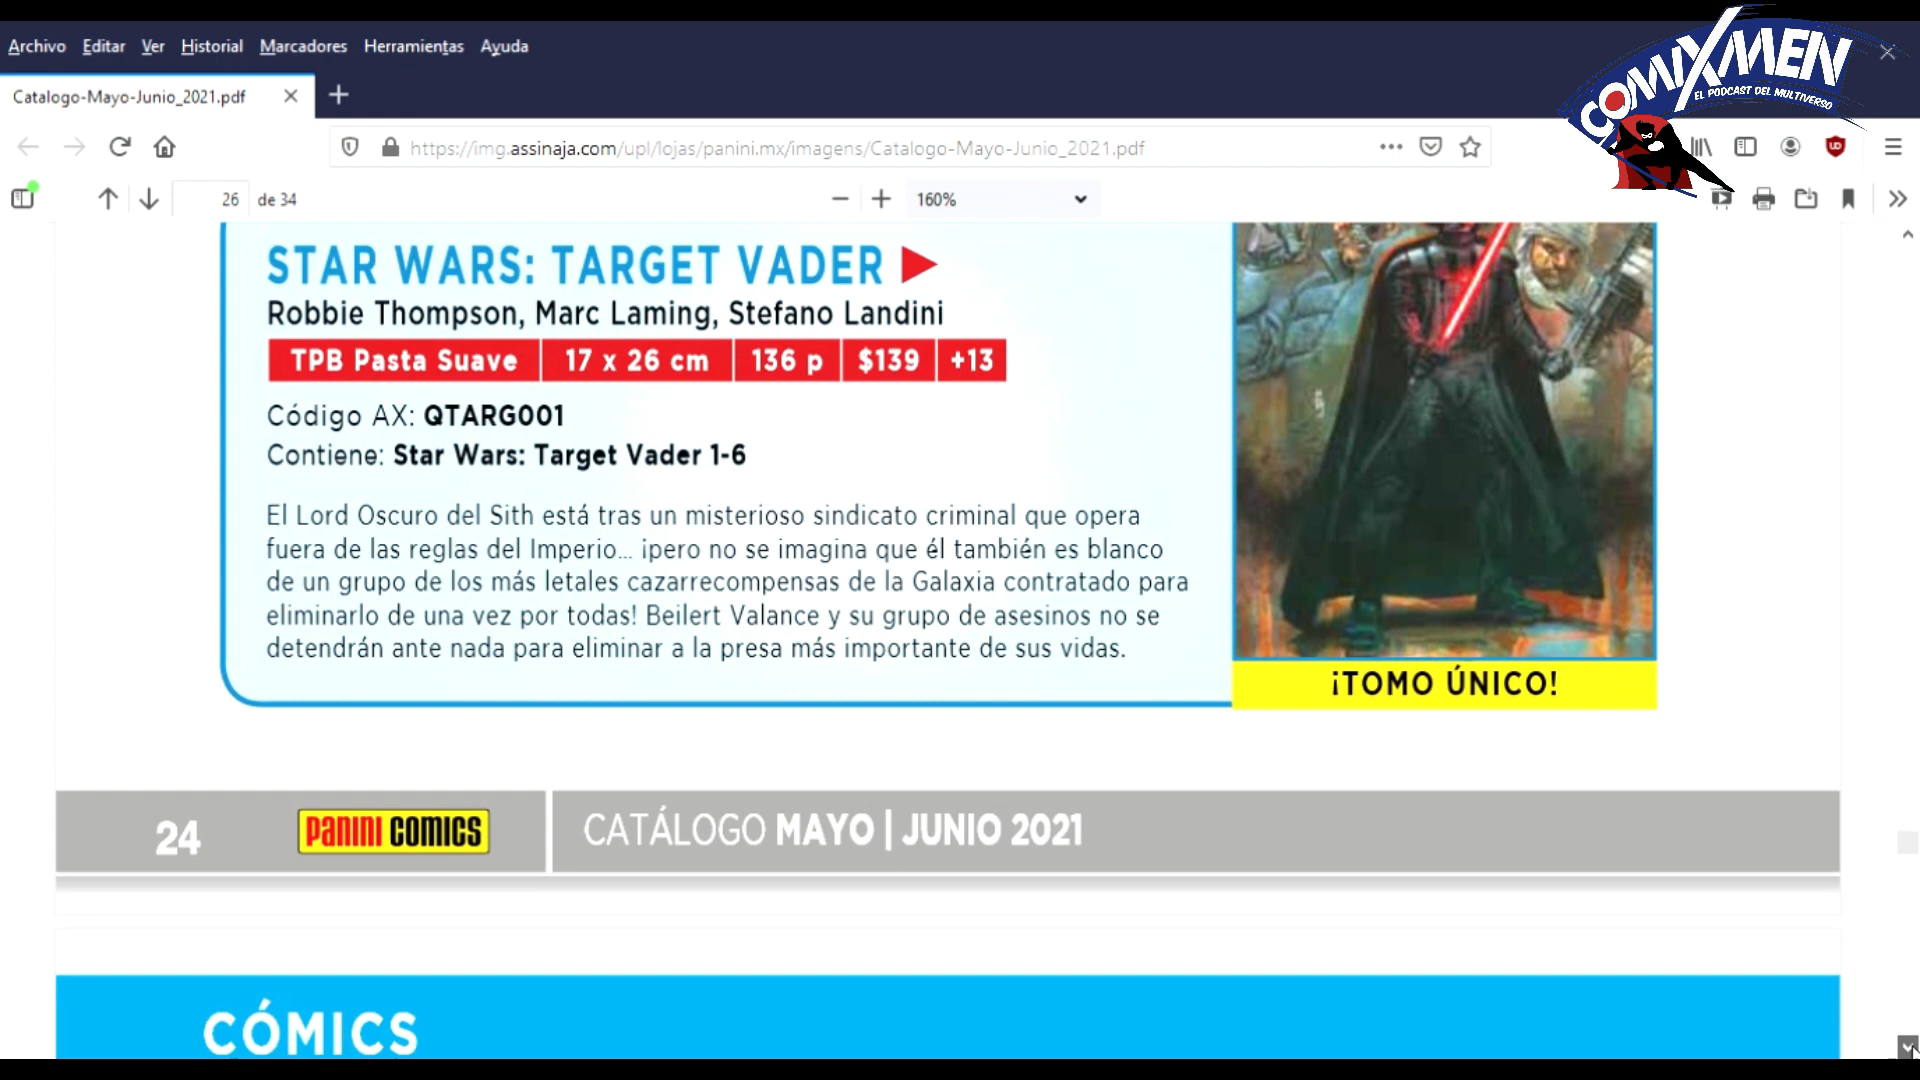 Archivo Editar Ver Historial Marcadores Herramientas Ayuda
COMIXMEN
EL PODCAST DEL MULTIVERSO
Catalogo-Mayo-Junio_2021.pdf
https://img.assinaja.com/upl/lojas/panini.mx/imagens/Catalogo-Mayo-Junio_2021.pdf
26 de 34
160%
STAR WARS: TARGET VADER
Robbie Thompson, Marc Laming, Stefano Landini
TPB Pasta Suave 17 x 26 cm 136 p $139 +13
Código AX: QTARG001
Contiene: Star Wars: Target Vader 1-6
El Lord Oscuro del Sith está tras un misterioso sindicato criminal que opera
fuera de las reglas del Imperio... ¡pero no se imagina que él también es blanco
de un grupo de los más letales cazarrecompensas de la Galaxia contratado para
eliminarlo de una vez por todas! Beilert Valance y su grupo de asesinos no se
detendrán ante nada para eliminar a la presa más importante de sus vidas.
¡TOMO ÚNICO!
24 PANINI COMICS CATÁLOGO MAYO | JUNIO 2021
CÓMICS